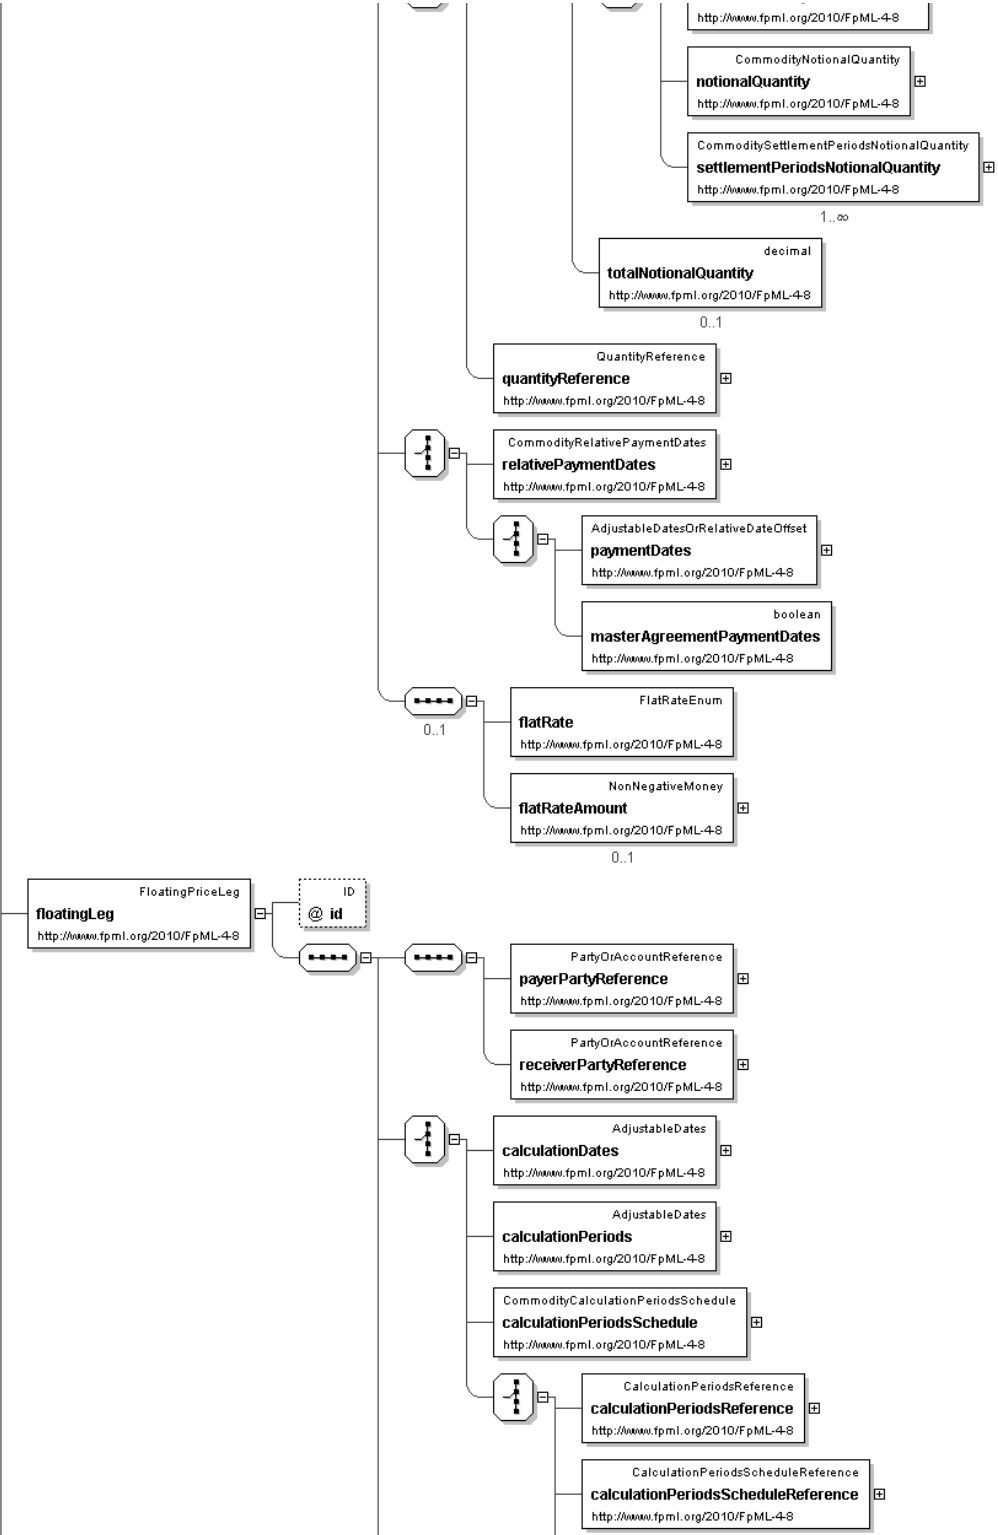 http://www.fpml.org/2010/FpML-4-8
CommodityNotionalQuantity
notionalQuantity
http://www.fpml.org/2010/FpML-4-8
CommoditySettlementPeriodsNotionalQuantity
settlementPeriodsNotionalQuantity
http://www.fpml.org/2010/FpML-4-8
1..∞
decimal
totalNotionalQuantity
http://www.fpml.org/2010/FpML-4-8
0..1
QuantityReference
quantityReference
http://www.fpml.org/2010/FpML-4-8
CommodityRelativePaymentDates
relativePaymentDates
http://www.fpml.org/2010/FpML-4-8
AdjustableDatesOrRelativeDateOffset
paymentDates
http://www.fpml.org/2010/FpML-4-8
boolean
masterAgreementPaymentDates
http://www.fpml.org/2010/FpML-4-8
0..1
FlatRateEnum
flatRate
http://www.fpml.org/2010/FpML-4-8
NonNegativeMoney
flatRateAmount
http://www.fpml.org/2010/FpML-4-8
0..1
FloatingPriceLeg
floatingLeg
http://www.fpml.org/2010/FpML-4-8
ID
@ id
PartyOrAccountReference
payerPartyReference
http://www.fpml.org/2010/FpML-4-8
PartyOrAccountReference
receiverPartyReference
http://www.fpml.org/2010/FpML-4-8
AdjustableDates
calculationDates
http://www.fpml.org/2010/FpML-4-8
AdjustableDates
calculationPeriods
http://www.fpml.org/2010/FpML-4-8
CommodityCalculationPeriodsSchedule
calculationPeriodsSchedule
http://www.fpml.org/2010/FpML-4-8
CalculationPeriodsReference
calculationPeriodsReference
http://www.fpml.org/2010/FpML-4-8
CalculationPeriodsScheduleReference
calculationPeriodsScheduleReference
http://www.fpml.org/2010/FpML-4-8